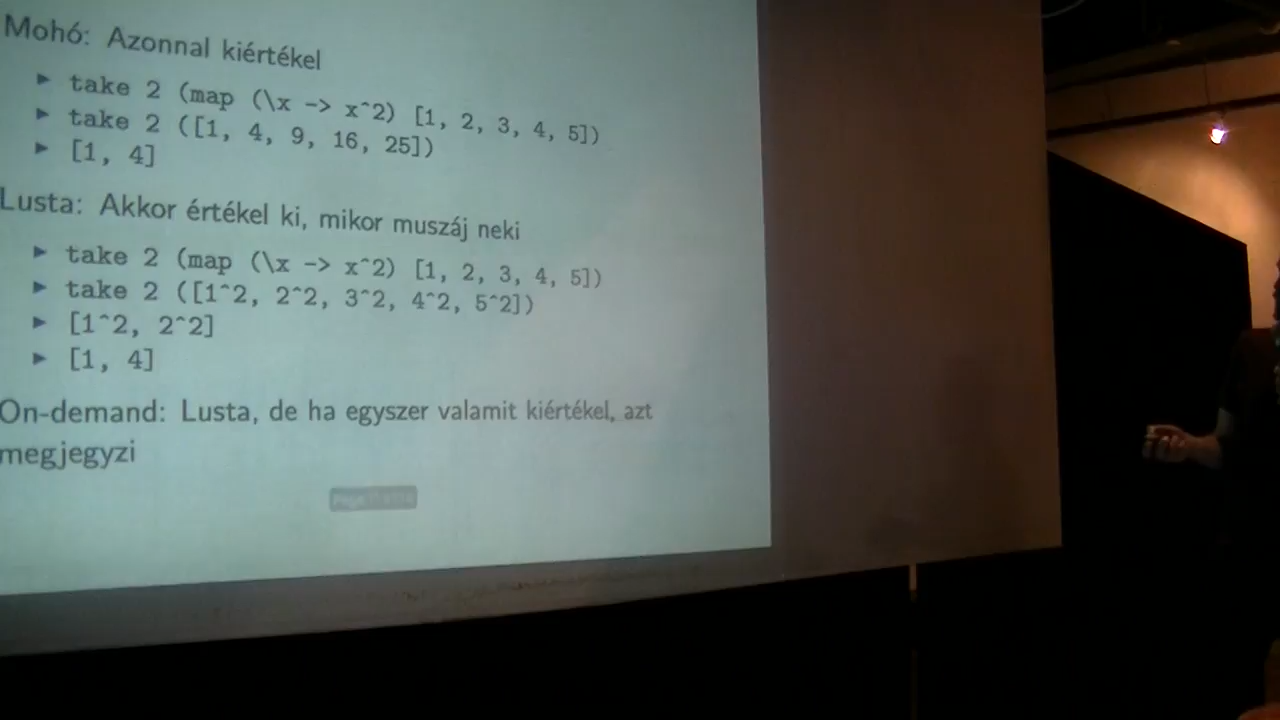 Mohó: Azonnal kiértékel
► take 2 (map (\x -> x^2) [1, 2, 3, 4, 5])
► take 2 ([1, 4, 9, 16, 25])
► [1, 4]
Lusta: Akkor értékel ki, mikor muszáj neki
► take 2 (map (\x -> x^2) [1, 2, 3, 4, 5])
► take 2 ([1^2, 2^2, 3^2, 4^2, 5^2])
► [1^2, 2^2]
► [1, 4]
On-demand: Lusta, de ha egyszer valamit kiértékel, azt
megjegyzi
Page